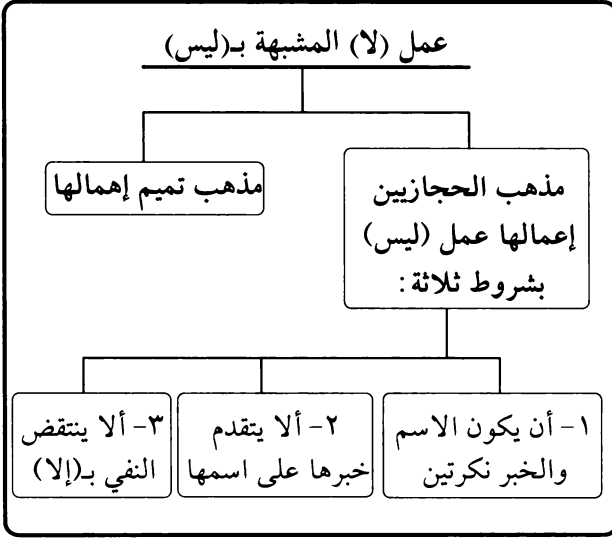 عمل (لا) المشبهة بـ(ليس)
مذهب الحجازيين
إعمالها عمل (ليس)
بشروط ثلاثة:
مذهب تميم إهمالها
١- أن يكون الاسم
والخبر نكرتين
٢- ألا يتقدم
خبرها على اسمها
٣- ألا ينتقض
النفي بـ(إلا)